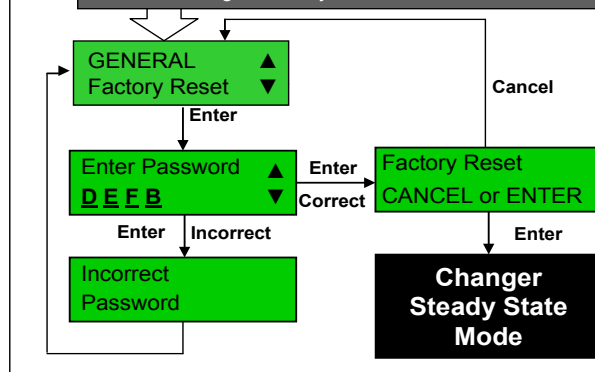 GENERAL ▲
Factory Reset ▼
Enter
Cancel
Enter Password ▲
D E F B ▼
Enter
Correct
Factory Reset
CANCEL or ENTER
Enter Incorrect
Enter
Incorrect
Password
Changer
Steady State
Mode